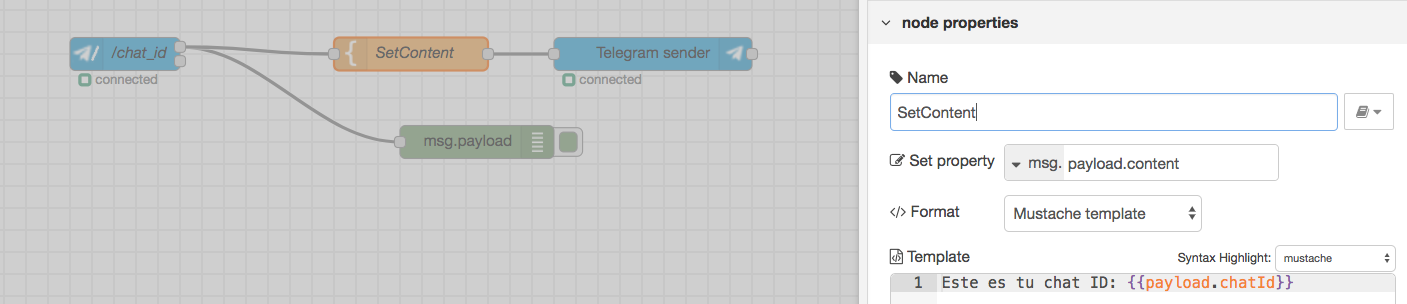 /chat_id
connected
SetContent
Telegram sender
connected
msg.payload
node properties
Name
SetContent
Set property
msg. payload.content
</> Format
Mustache template
Template
Syntax Highlight: mustache
1 Este es tu chat ID: {{payload.chatId}}